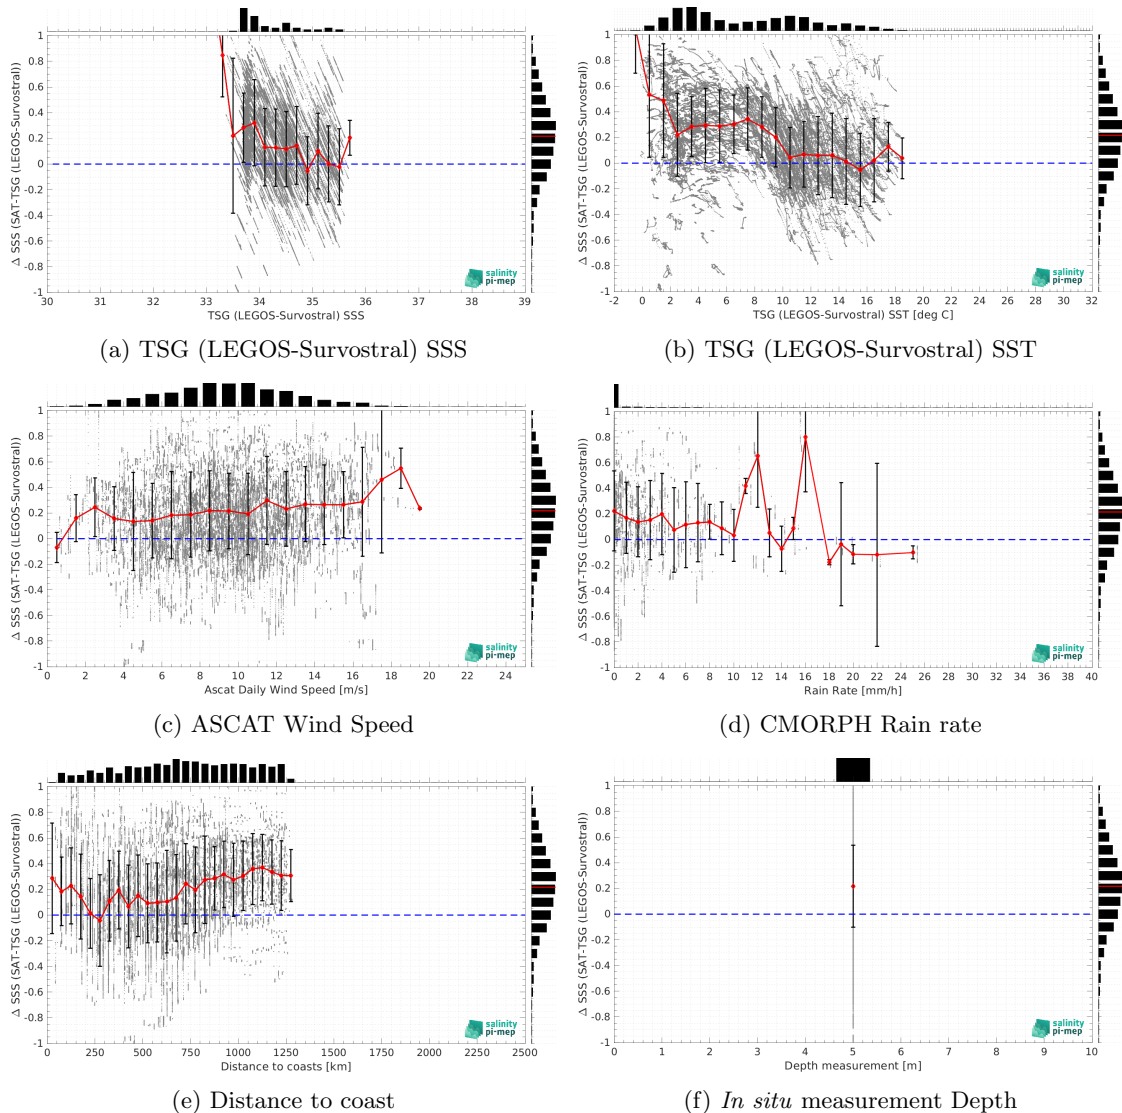 Δ SSS (SAT-TSG (LEGOS-Survostral))
1
0.8
0.6
0.4
0.2
0
-0.2
-0.4
-0.6
-0.8
-1
30 31 32 33 34 35 36 37 38 39
TSG (LEGOS-Survostral) SSS
salinity
pi-mep
(a) TSG (LEGOS-Survostral) SSS
Δ SSS (SAT-TSG (LEGOS-Survostral))
1
0.8
0.6
0.4
0.2
0
-0.2
-0.4
-0.6
-0.8
-1
-2 0 2 4 6 8 10 12 14 16 18 20 22 24 26 28 30 32
TSG (LEGOS-Survostral) SST [deg C]
salinity
pi-mep
(b) TSG (LEGOS-Survostral) SST
Δ SSS (SAT-TSG (LEGOS-Survostral))
1
0.8
0.6
0.4
0.2
0
-0.2
-0.4
-0.6
-0.8
-1
0 2 4 6 8 10 12 14 16 18 20 22 24
Ascat Daily Wind Speed [m/s]
salinity
pi-mep
(c) ASCAT Wind Speed
Δ SSS (SAT-TSG (LEGOS-Survostral))
1
0.8
0.6
0.4
0.2
0
-0.2
-0.4
-0.6
-0.8
-1
0 2 4 6 8 10 12 14 16 18 20 22 24 26 28 30 32 34 36 38 40
Rain Rate [mm/h]
salinity
pi-mep
(d) CMORPH Rain rate
Δ SSS (SAT-TSG (LEGOS-Survostral))
1
0.8
0.6
0.4
0.2
0
-0.2
-0.4
-0.6
-0.8
-1
0 250 500 750 1000 1250 1500 1750 2000 2250 2500
Distance to coasts [km]
salinity
pi-mep
(e) Distance to coast
Δ SSS (SAT-TSG (LEGOS-Survostral))
1
0.8
0.6
0.4
0.2
0
-0.2
-0.4
-0.6
-0.8
-1
0 1 2 3 4 5 6 7 8 9 10
Depth measurement [m]
salinity
pi-mep
(f) In situ measurement Depth